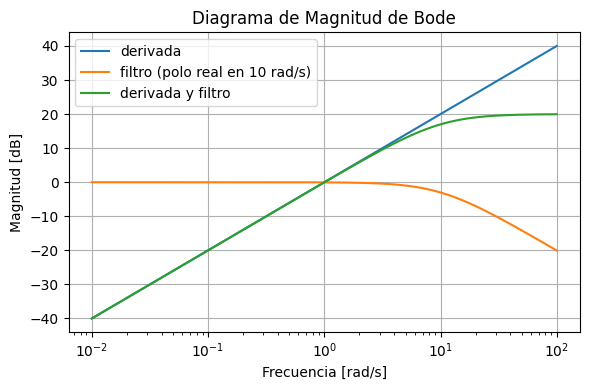 Diagrama de Magnitud de Bode
derivada
filtro (polo real en 10 rad/s)
derivada y filtro
Magnitud [dB]
40
30
20
10
0
−10
−20
−30
−40
10⁻²
10⁻¹
10⁰
10¹
10²
Frecuencia [rad/s]